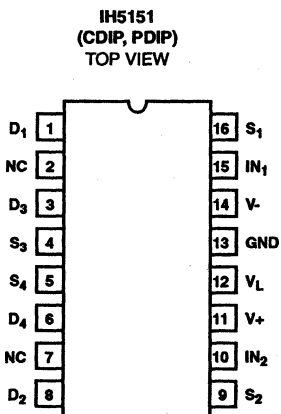 IH5151
(CDIP, PDIP)
TOP VIEW
D1 1 16 S1
NC 2 15 IN1
D3 3 14 V-
S3 4 13 GND
S4 5 12 VL
D4 6 11 V+
NC 7 10 IN2
D2 8 9 S2